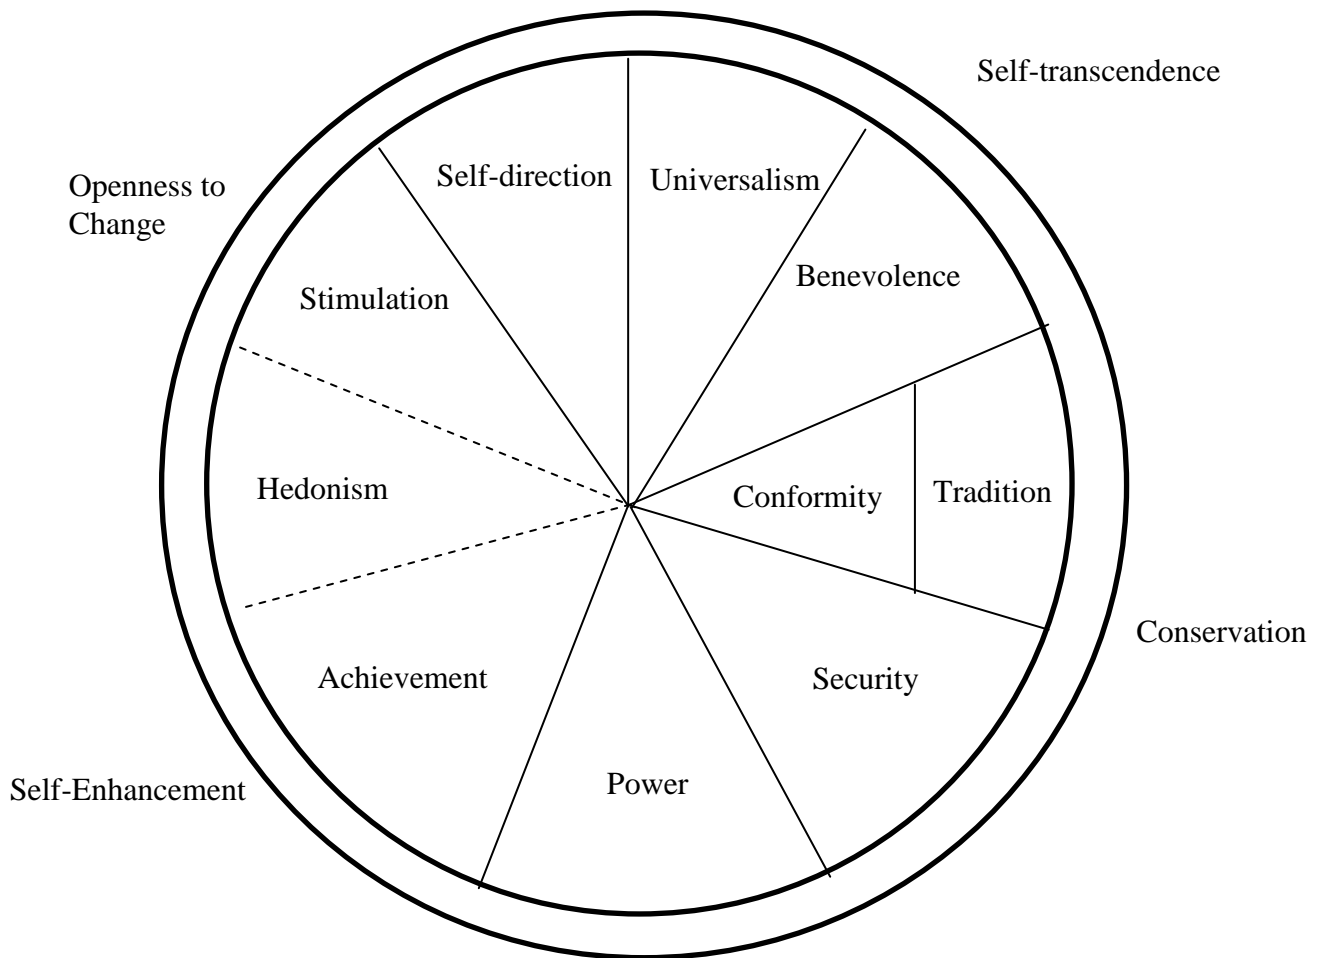 Self-transcendence
Openness to
Change
Self-direction
Universalism
Benevolence
Stimulation
Hedonism
Conformity
Tradition
Conservation
Achievement
Security
Self-Enhancement
Power